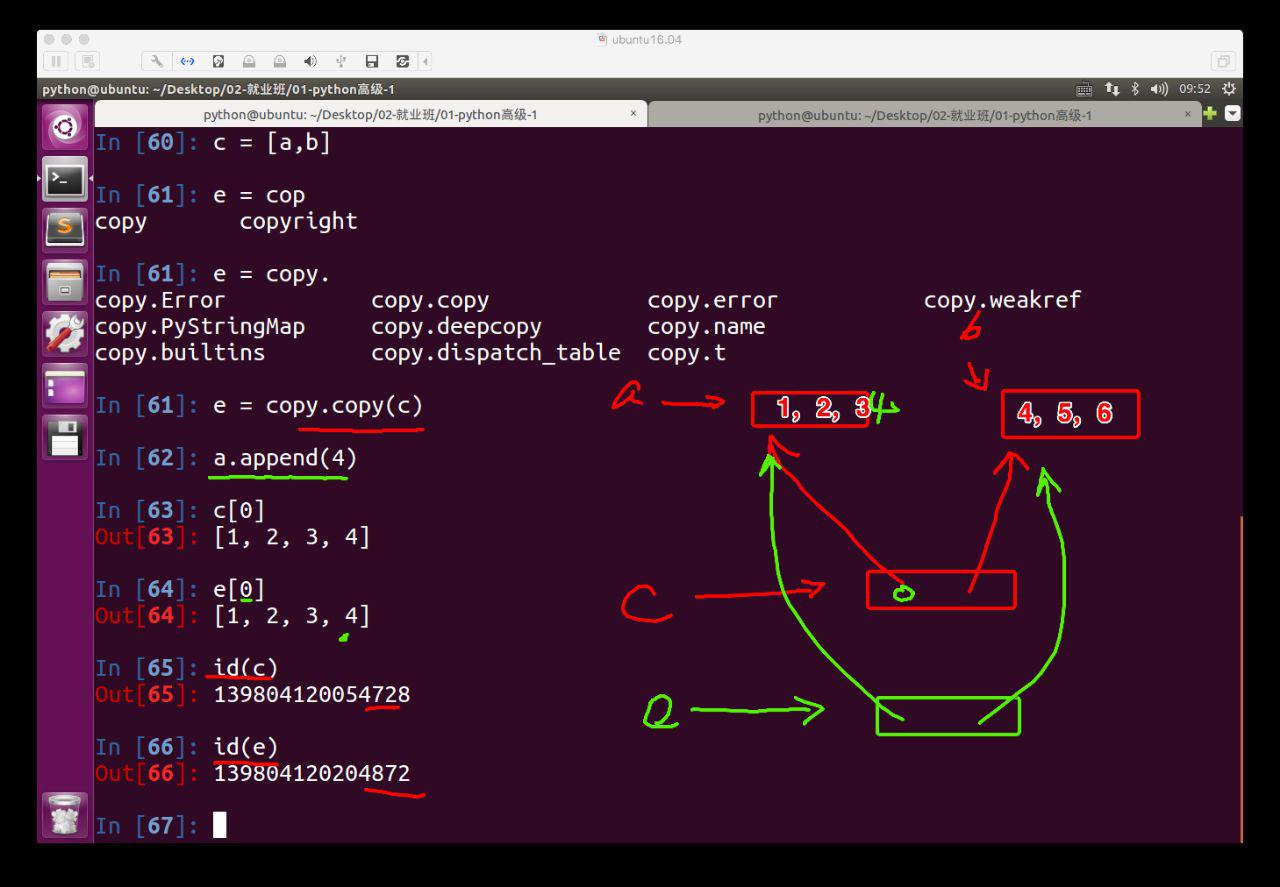 ubuntu16.04
python@ubuntu: ~/Desktop/02-就业班/01-python高级-1
09:52
python@ubuntu: ~/Desktop/02-就业班/01-python高级-1 ×
python@ubuntu: ~/Desktop/02-就业班/01-python高级-1 ×
In [60]: c = [a,b]
In [61]: e = cop
copy copyright
In [61]: e = copy.
copy.Error copy.copy copy.error copy.weakref
copy.PyStringMap copy.deepcopy copy.name
copy.builtins copy.dispatch_table copy.t
b
In [61]: e = copy.copy(c)
a
1, 2, 3
4
4, 5, 6
In [62]: a.append(4)
In [63]: c[0]
Out[63]: [1, 2, 3, 4]
In [64]: e[0]
Out[64]: [1, 2, 3, 4]
C
In [65]: id(c)
Out[65]: 139804120054728
e
In [66]: id(e)
Out[66]: 139804120204872
In [67]: